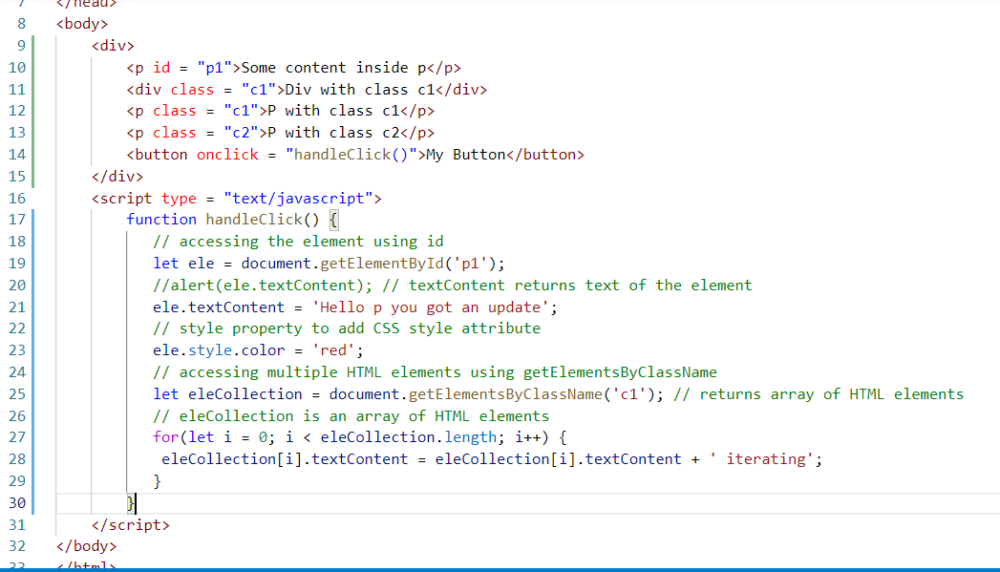 7 </head>
8 <body>
9 <div>
10 <p id = "p1">Some content inside p</p>
11 <div class = "c1">Div with class c1</div>
12 <p class = "c1">P with class c1</p>
13 <p class = "c2">P with class c2</p>
14 <button onclick = "handleClick()">My Button</button>
15 </div>
16 <script type = "text/javascript">
17 function handleClick() {
18 // accessing the element using id
19 let ele = document.getElementById('p1');
20 //alert(ele.textContent); // textContent returns text of the element
21 ele.textContent = 'Hello p you got an update';
22 // style property to add CSS style attribute
23 ele.style.color = 'red';
24 // accessing multiple HTML elements using getElementsByClassName
25 let eleCollection = document.getElementsByClassName('c1'); // returns array of HTML elements
26 // eleCollection is an array of HTML elements
27 for(let i = 0; i < eleCollection.length; i++) {
28 eleCollection[i].textContent = eleCollection[i].textContent + ' iterating';
29 }
30 }
31 </script>
32 </body>
33 </html>